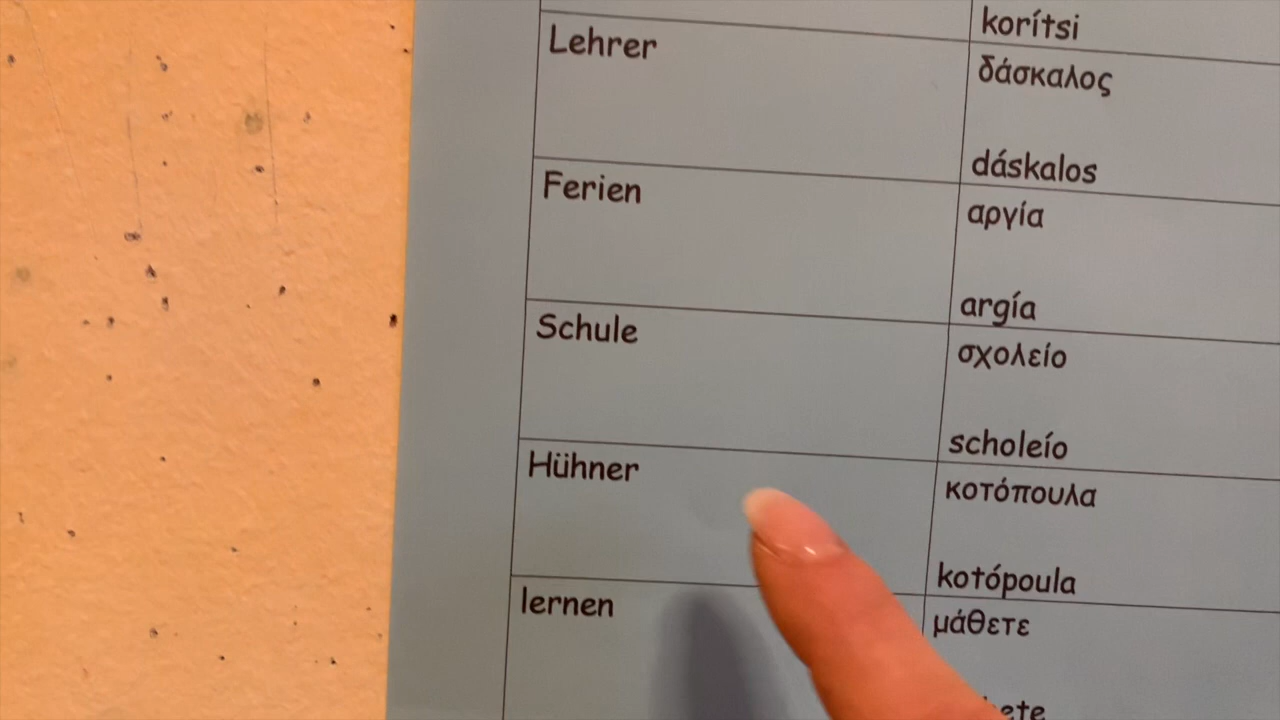 korítsi
Lehrer
δάσκαλος
dáskalos
Ferien
αργία
argía
Schule
σχολείο
scholeío
Hühner
κοτόπουλα
kotópoula
lernen
μάθετε